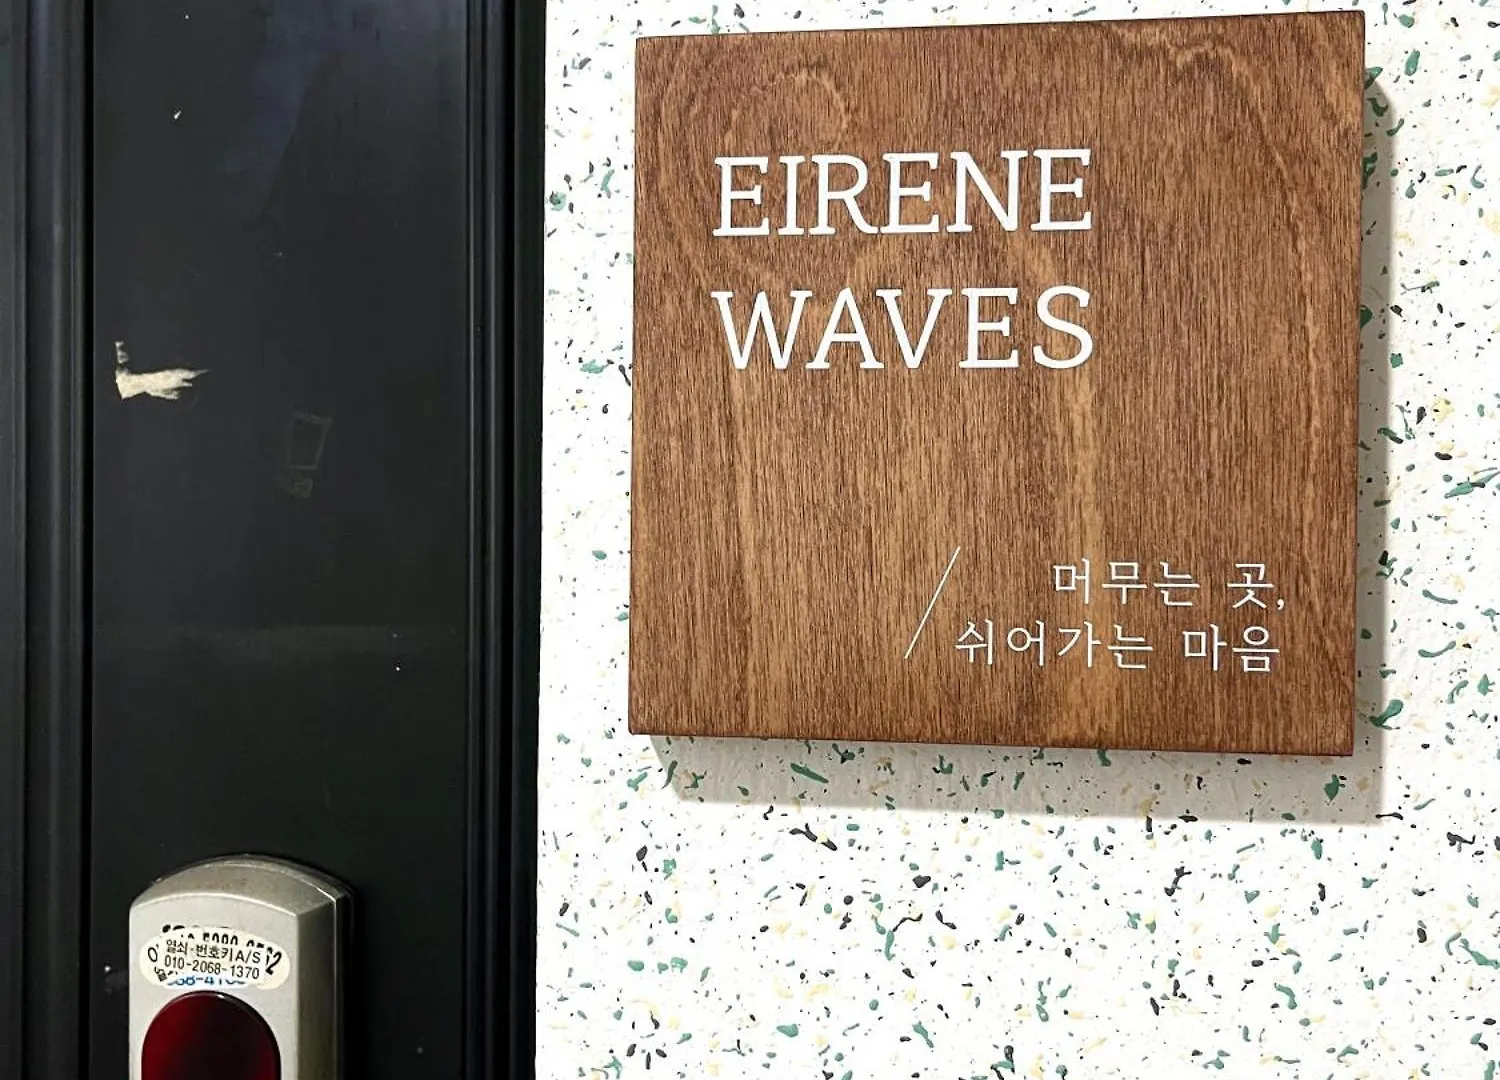 EIRENE
WAVES
머무는 곳,
쉬어가는 마음
열쇠·번호키A/S
010-2068-1370